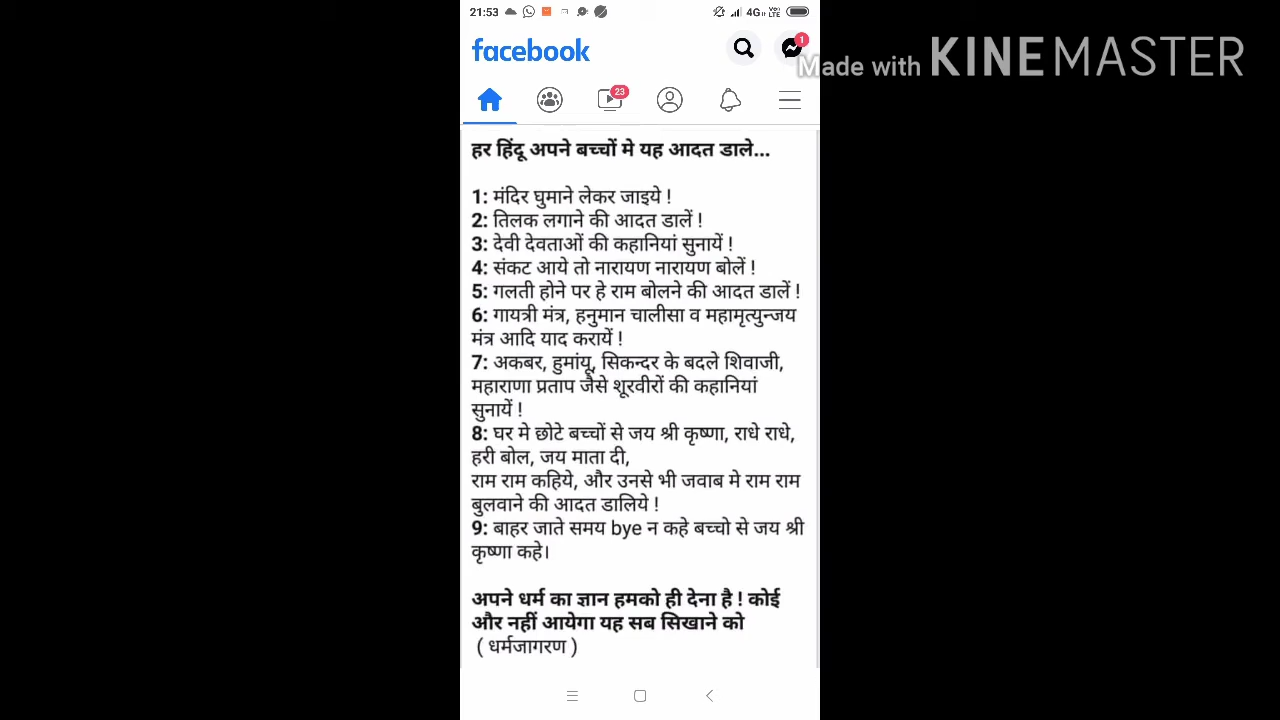 21:53
4G
Vo) LTE
facebook
1
Made with KINEMASTER
23
हर हिंदू अपने बच्चों मे यह आदत डाले...
1: मंदिर घुमाने लेकर जाइये !
2: तिलक लगाने की आदत डालें !
3: देवी देवताओं की कहानियां सुनायें !
4: संकट आये तो नारायण नारायण बोलें !
5: गलती होने पर हे राम बोलने की आदत डालें !
6: गायत्री मंत्र, हनुमान चालीसा व महामृत्युन्जय
मंत्र आदि याद करायें !
7: अकबर, हुमांयू, सिकन्दर के बदले शिवाजी,
महाराणा प्रताप जैसे शूरवीरों की कहानियां
सुनायें !
8: घर मे छोटे बच्चों से जय श्री कृष्णा, राधे राधे,
हरी बोल, जय माता दी,
राम राम कहिये, और उनसे भी जवाब मे राम राम
बुलवाने की आदत डालिये !
9: बाहर जाते समय bye न कहे बच्चो से जय श्री
कृष्णा कहे।
अपने धर्म का ज्ञान हमको ही देना है ! कोई
और नहीं आयेगा यह सब सिखाने को
( धर्मजागरण )